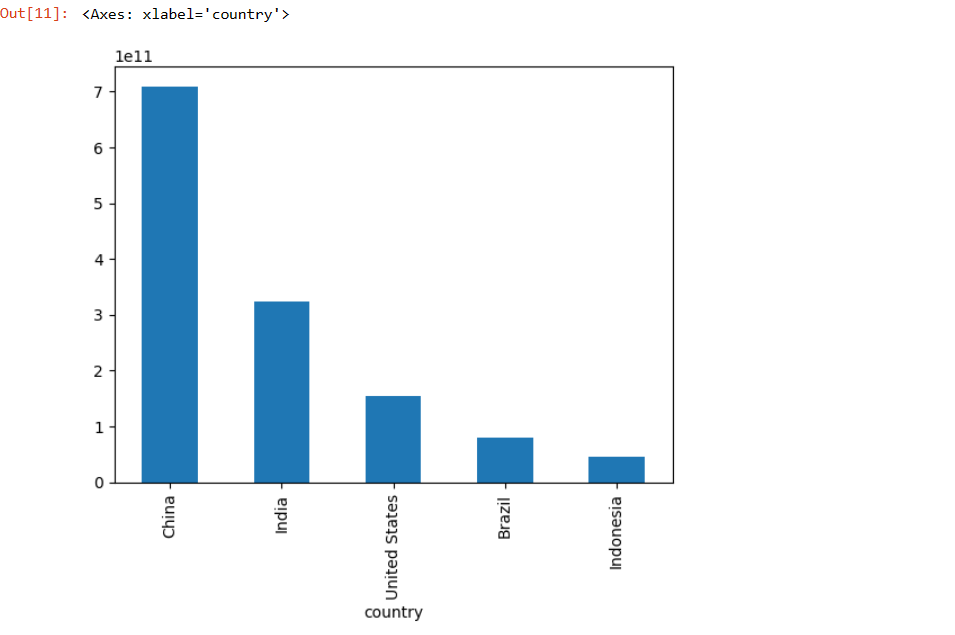 Out[11]: <Axes: xlabel='country'>
1e11
7
6
5
4
3
2
1
0
China
India
United States
Brazil
Indonesia
country